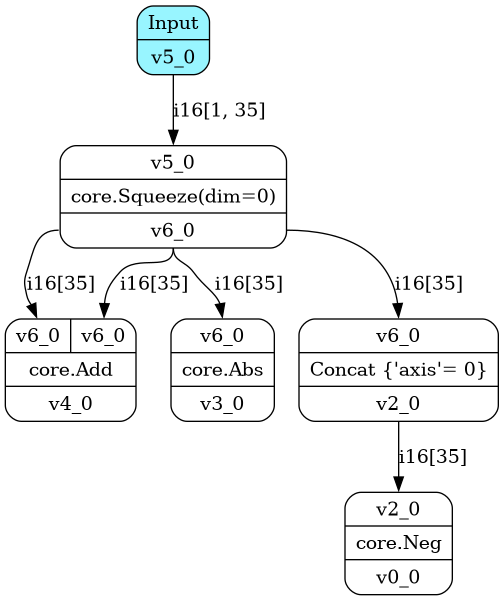 Input
v5_0
i16[1, 35]
v5_0
core.Squeeze(dim=0)
v6_0
i16[35] i16[35] i16[35] i16[35]
v6_0 v6_0
core.Add
v4_0
v6_0
core.Abs
v3_0
v6_0
Concat {'axis'= 0}
v2_0
i16[35]
v2_0
core.Neg
v0_0